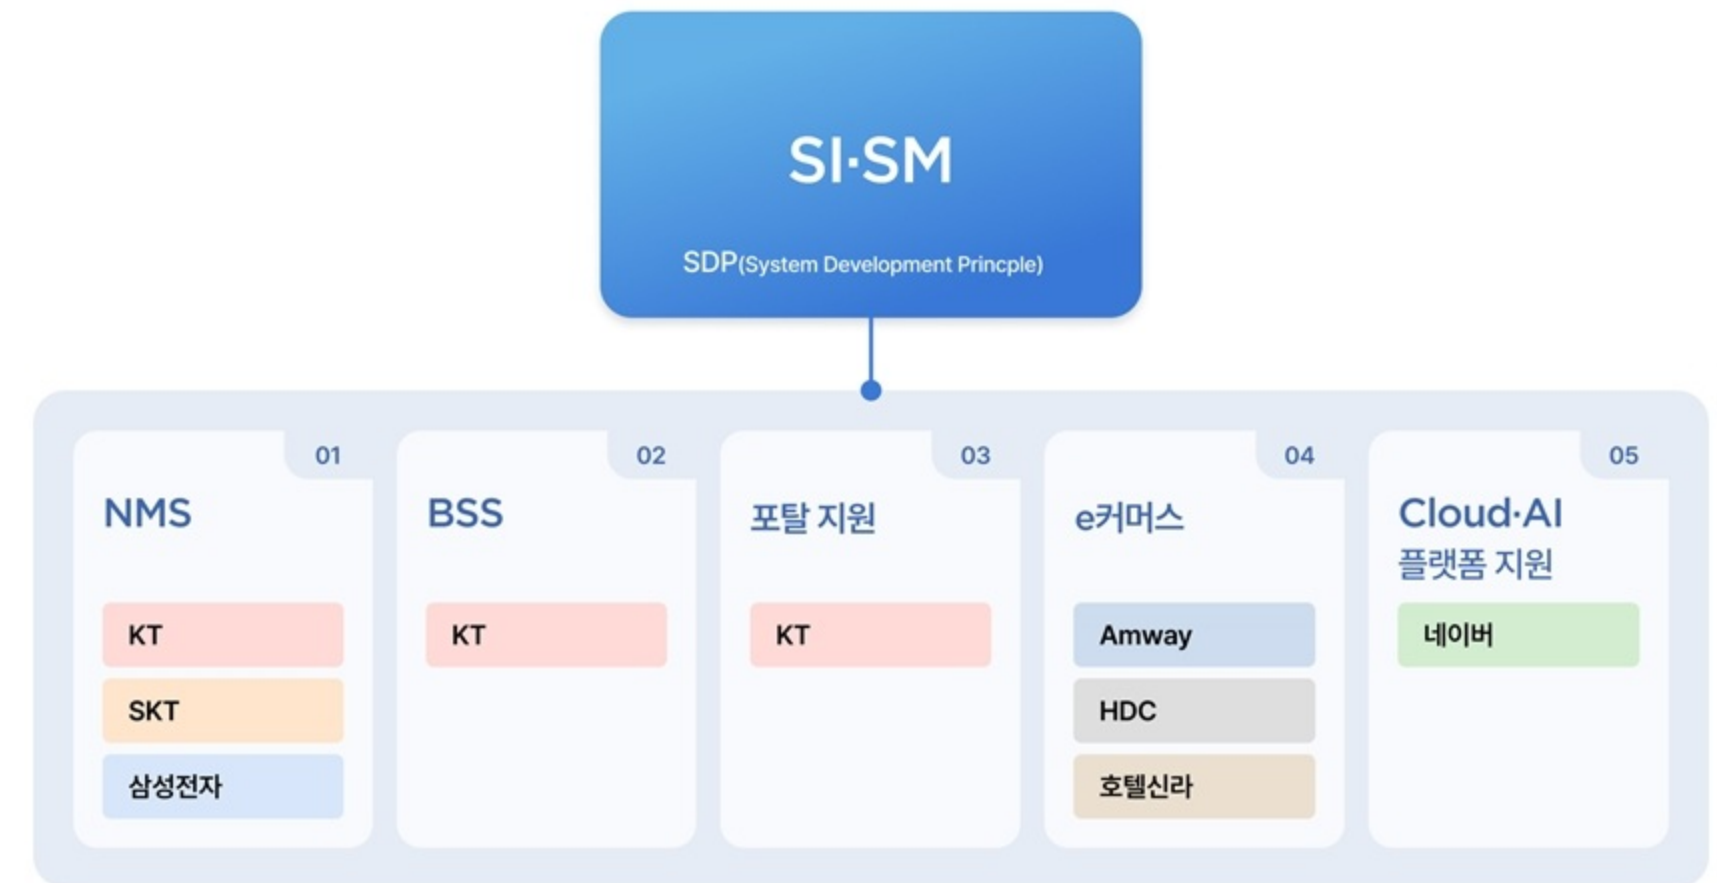 SI·SM
SDP(System Development Princple)
01
NMS
KT
SKT
삼성전자
02
BSS
KT
03
포탈 지원
KT
04
e커머스
Amway
HDC
호텔신라
05
Cloud·AI
플랫폼 지원
네이버